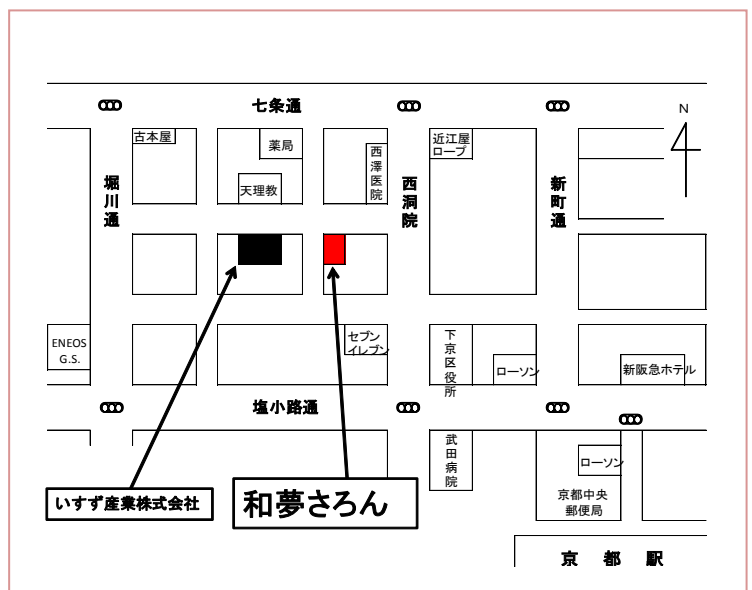 七条通
N
古本屋
薬局
西澤医院
近江屋
ロープ
天理教
堀川通
西洞院
新町通
ENEOS
G.S.
セブン
イレブン
下京区役所
ローソン
新阪急ホテル
塩小路通
武田病院
ローソン
いすず産業株式会社
和夢さろん
京都中央
郵便局
京都駅